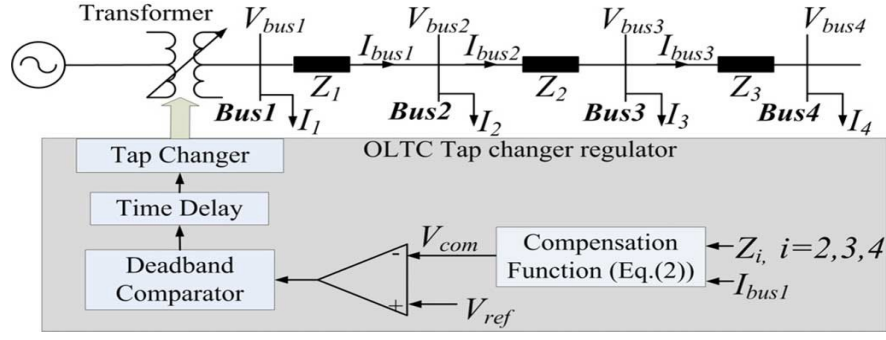 Transformer
Vbus1
Vbus2
Vbus3
Vbus4
Ibus1
Ibus2
Ibus3
Z1
Z2
Z3
Bus1
Bus2
Bus3
Bus4
I1
I2
I3
I4
OLTC Tap changer regulator
Tap Changer
Time Delay
Deadband
Comparator
-
+
Vcom
Vref
Compensation
Function (Eq.(2))
Zi, i=2,3,4
Ibus1